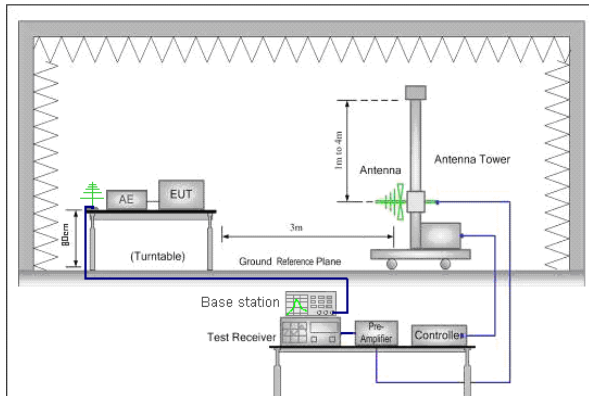 1m to 4m
Antenna
Antenna Tower
AE
EUT
80cm
3m
(Turntable)
Ground Reference Plane
Base station
Test Receiver
Pre-
Amplifier
Controller